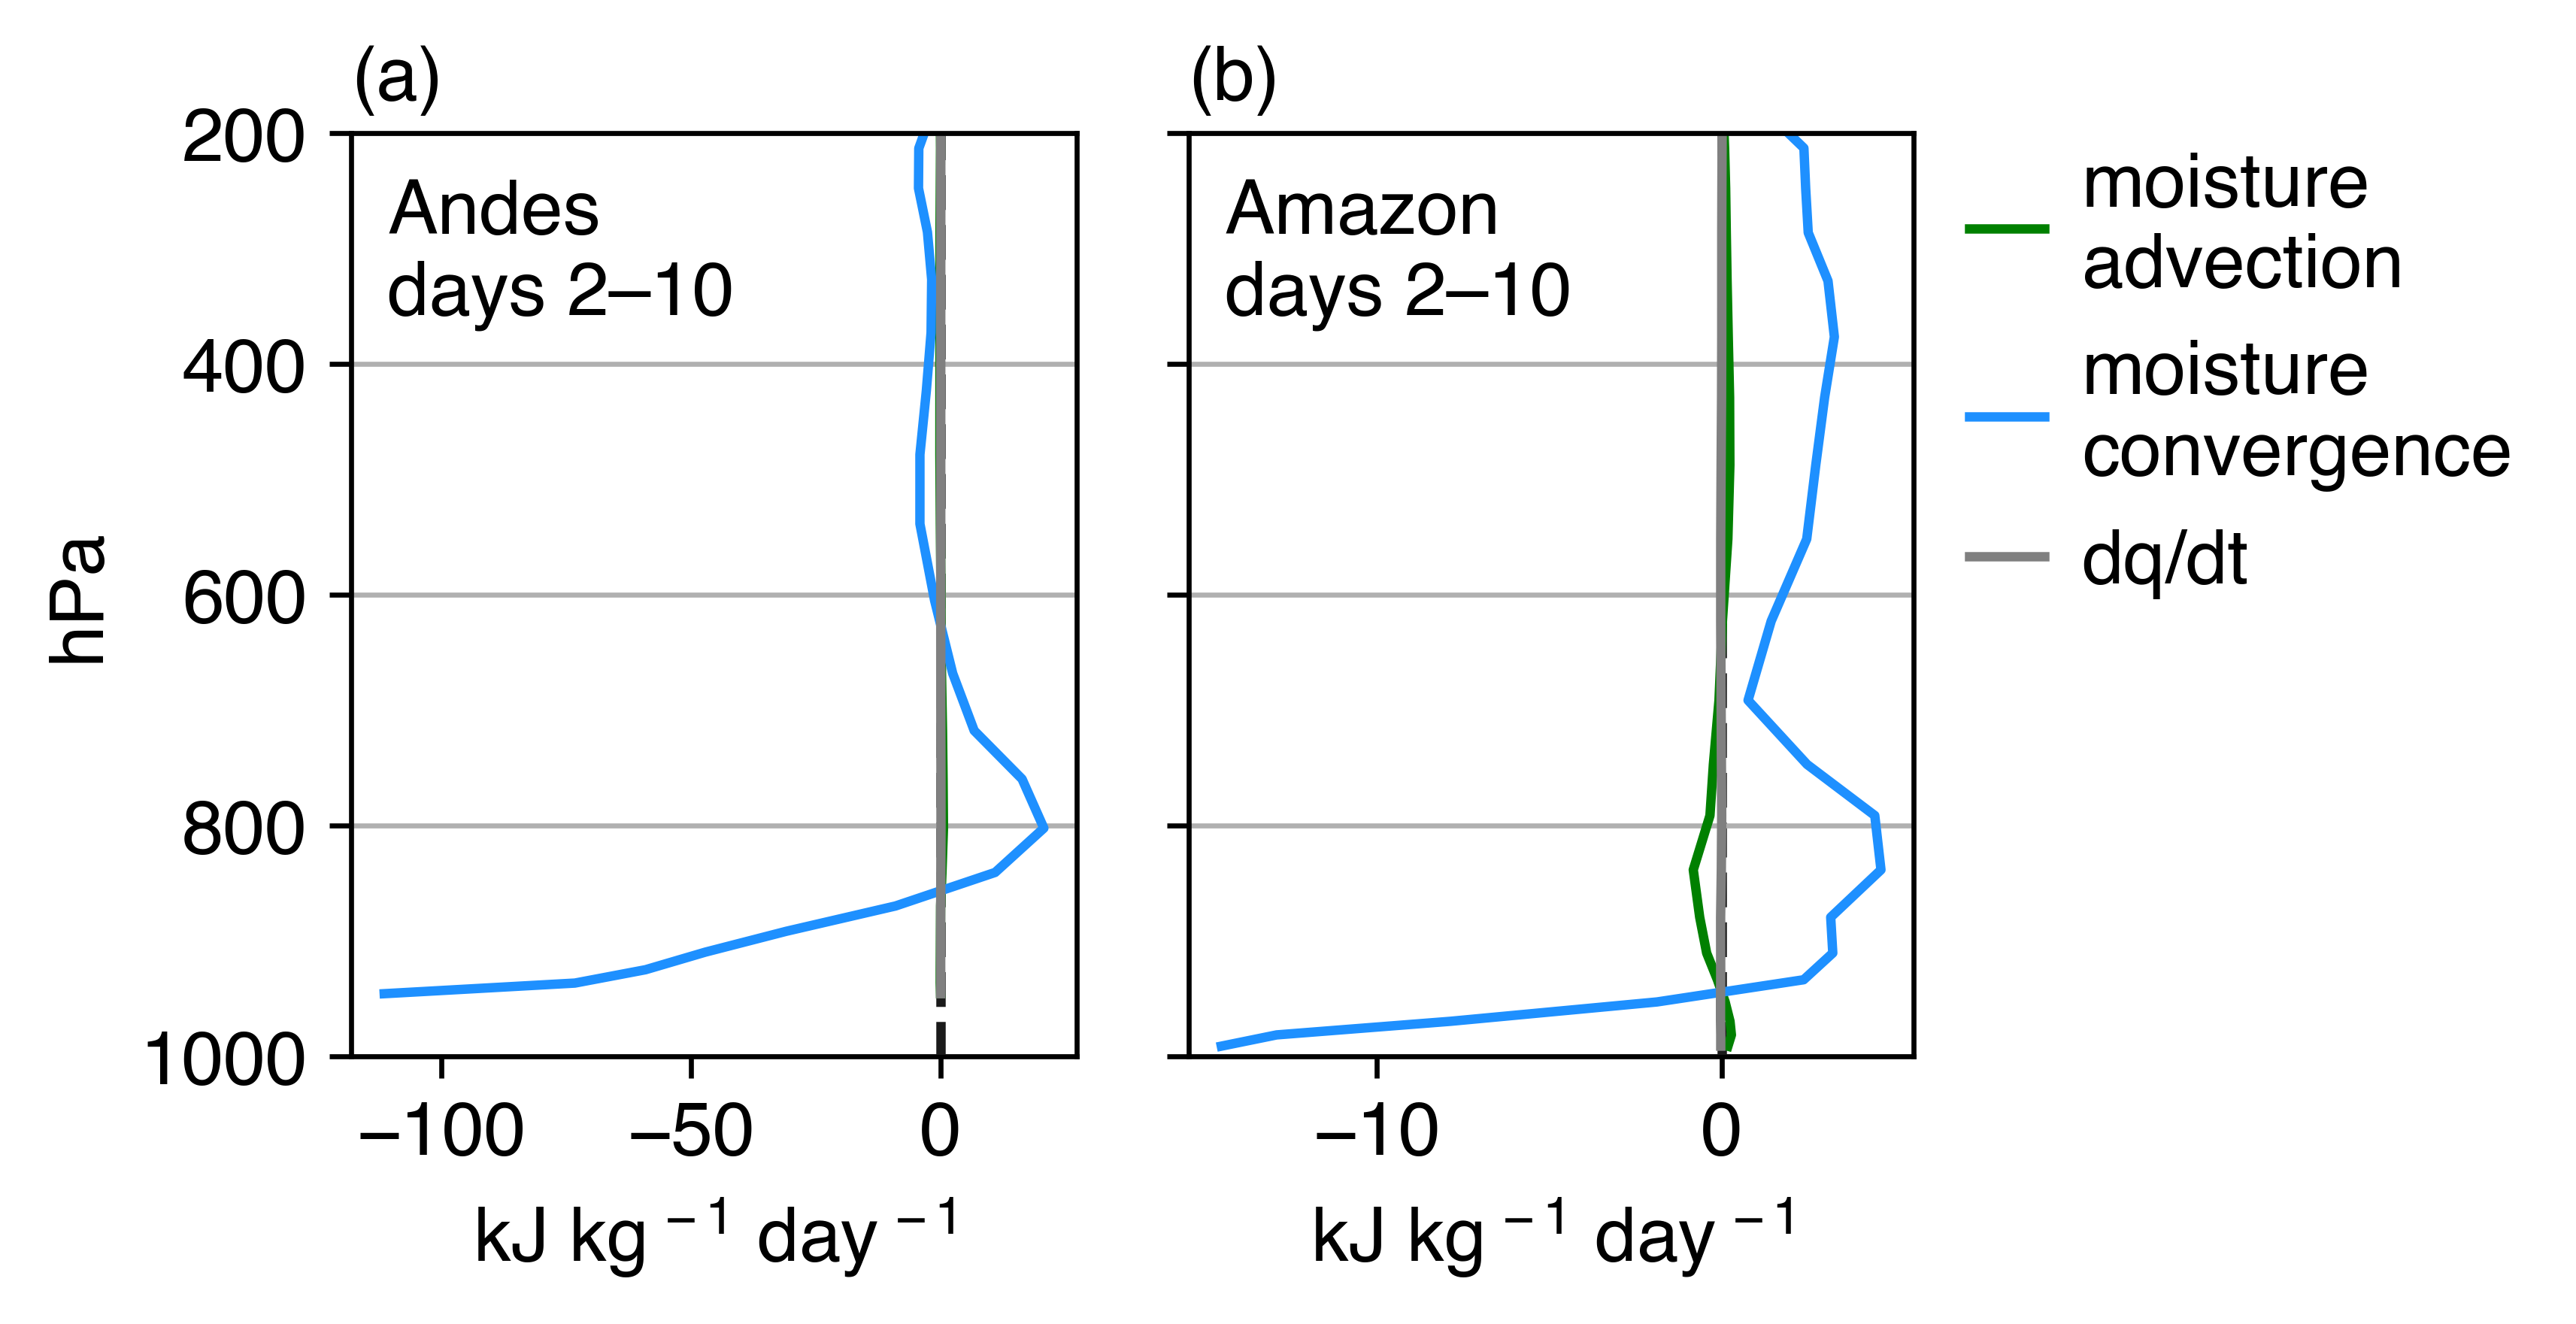 (a)
(b)
200
400
600
800
1000
hPa
Andes
days 2–10
Amazon
days 2–10
−100
−50
0
−10
0
kJ kg⁻¹ day⁻¹
kJ kg⁻¹ day⁻¹
moisture
advection
moisture
convergence
dq/dt